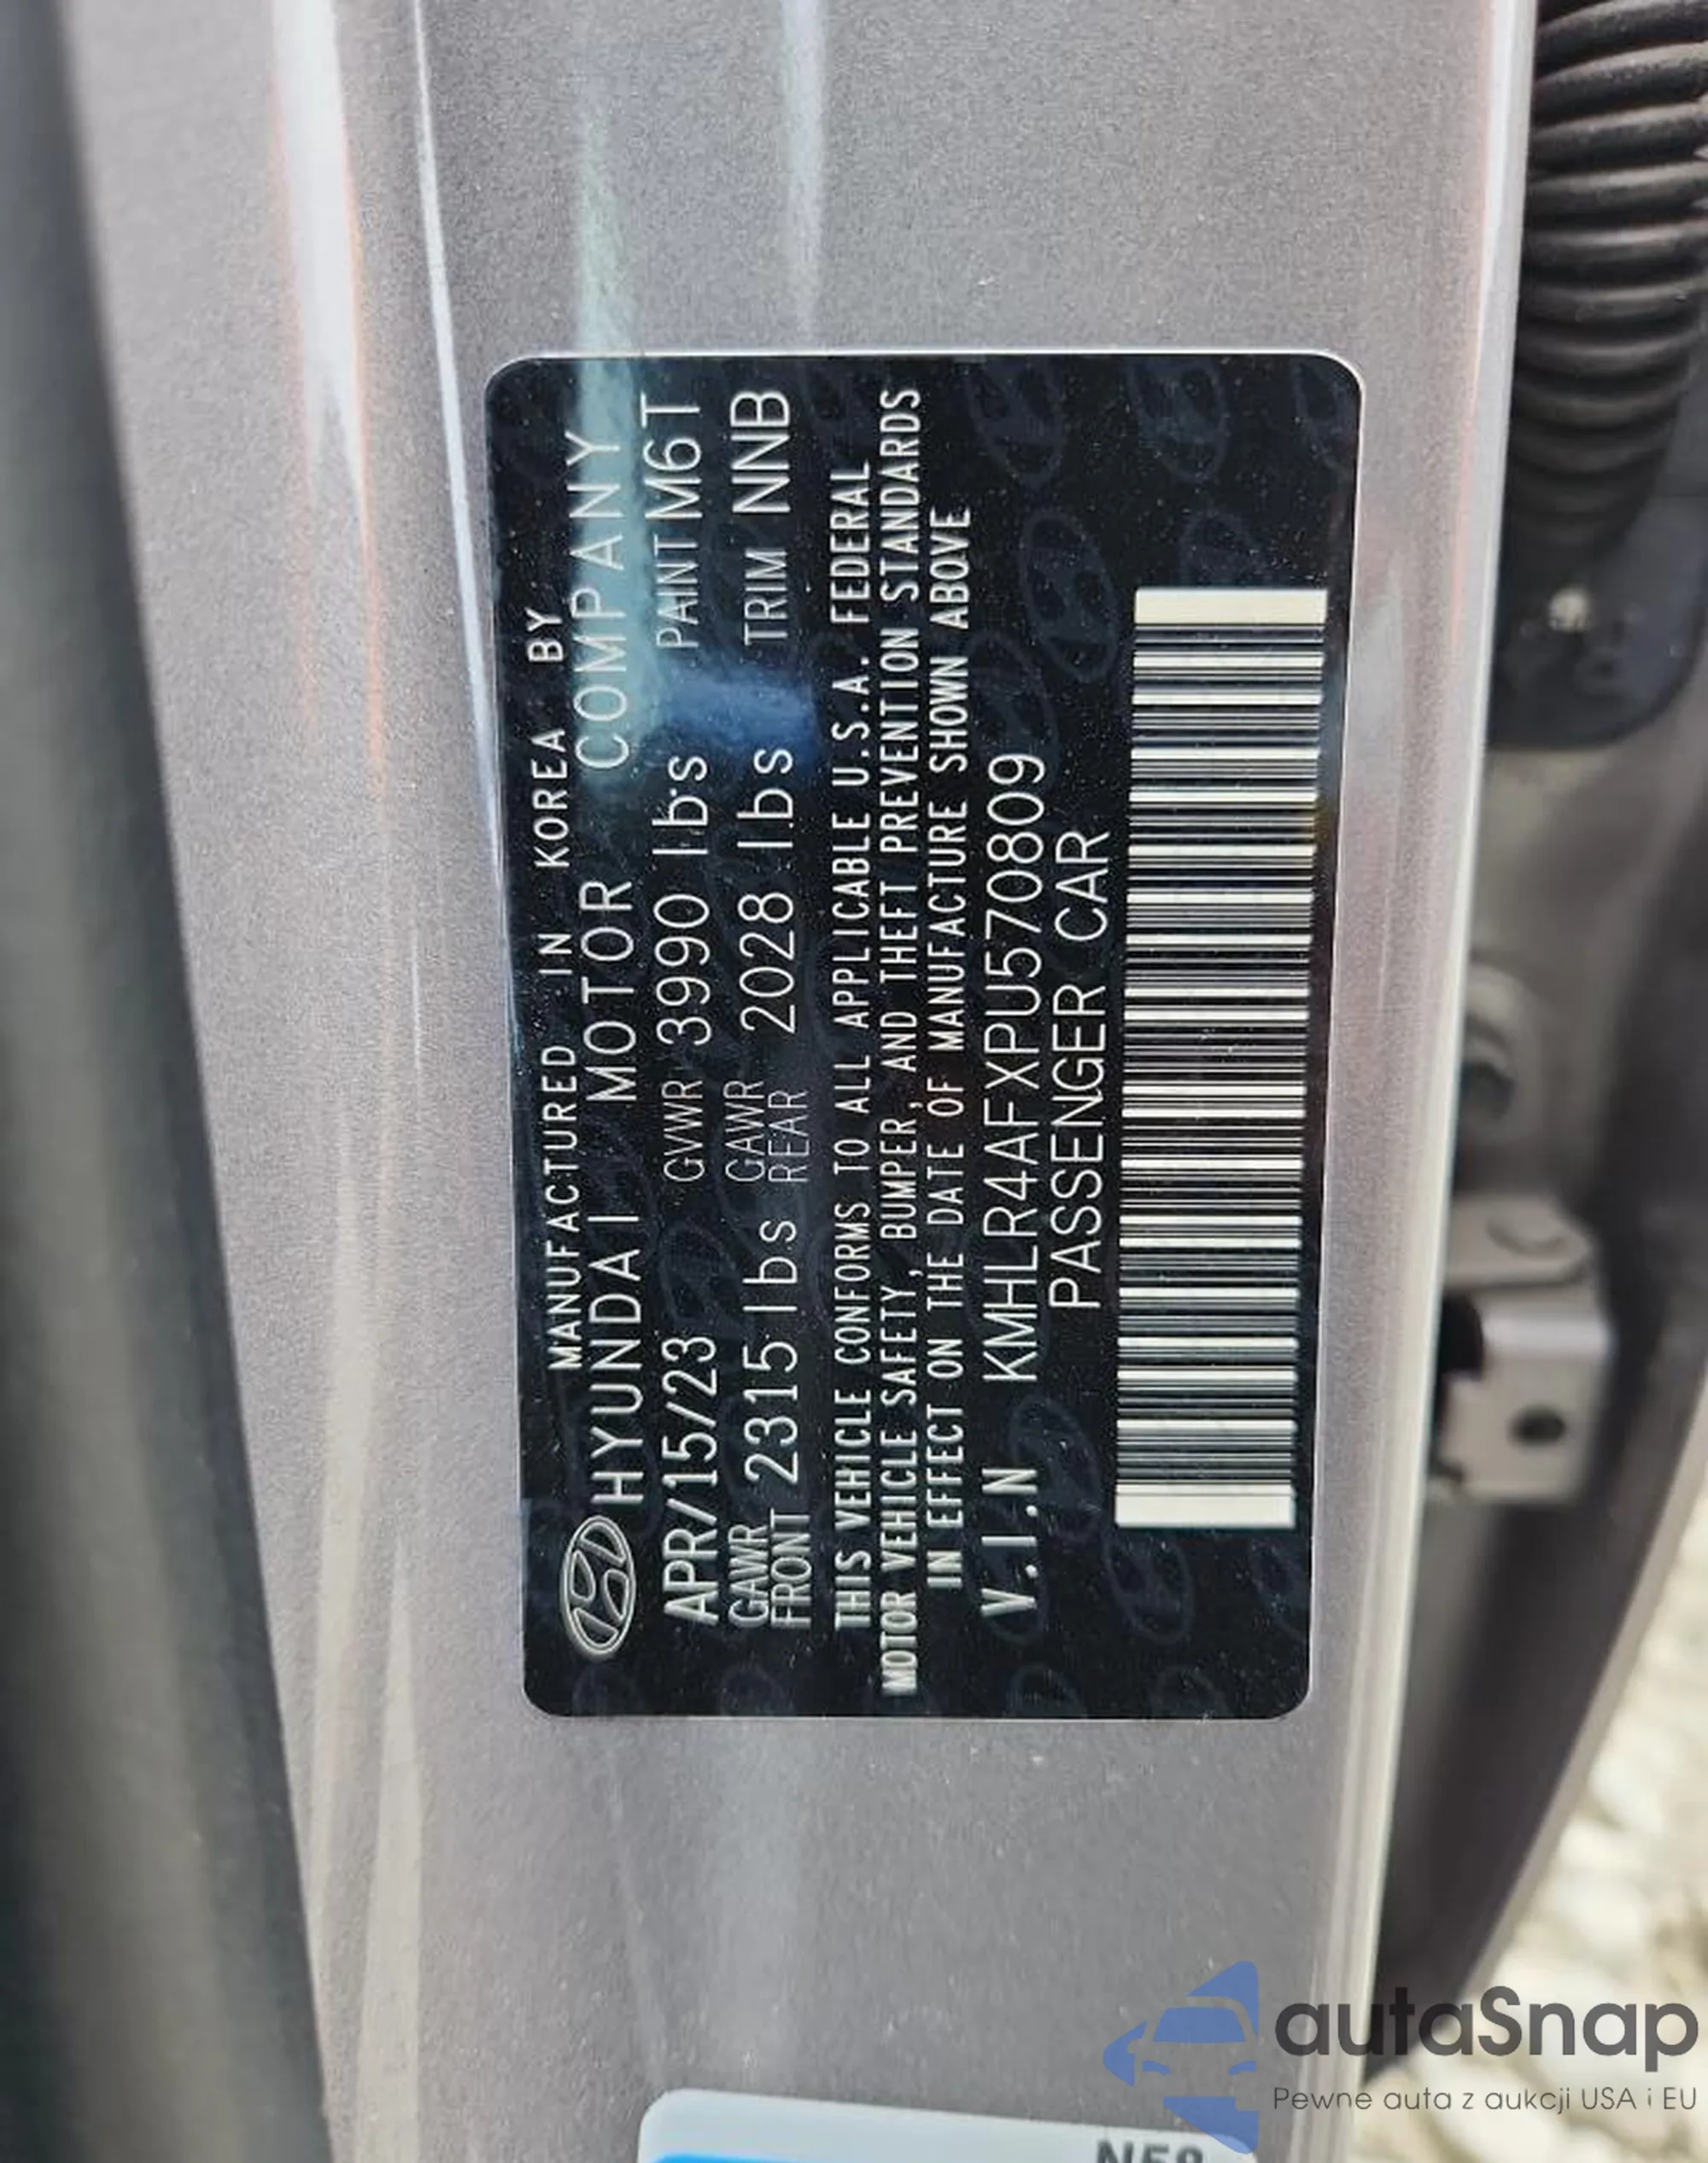 MANUFACTURED IN KOREA BY
HYUNDAI MOTOR COMPANY
APR/15/23 GVWR 3990 lbs PAINT M6T
GAWR FRONT 2315 lbs GAWR REAR 2028 lbs TRIM NNB
THIS VEHICLE CONFORMS TO ALL APPLICABLE U.S.A. FEDERAL
MOTOR VEHICLE SAFETY, BUMPER, AND THEFT PREVENTION STANDARDS
IN EFFECT ON THE DATE OF MANUFACTURE SHOWN ABOVE
V.I.N KMHLR4AFXPU570809
PASSENGER CAR
autaSnap
Pewne auta z aukcji USA i EU